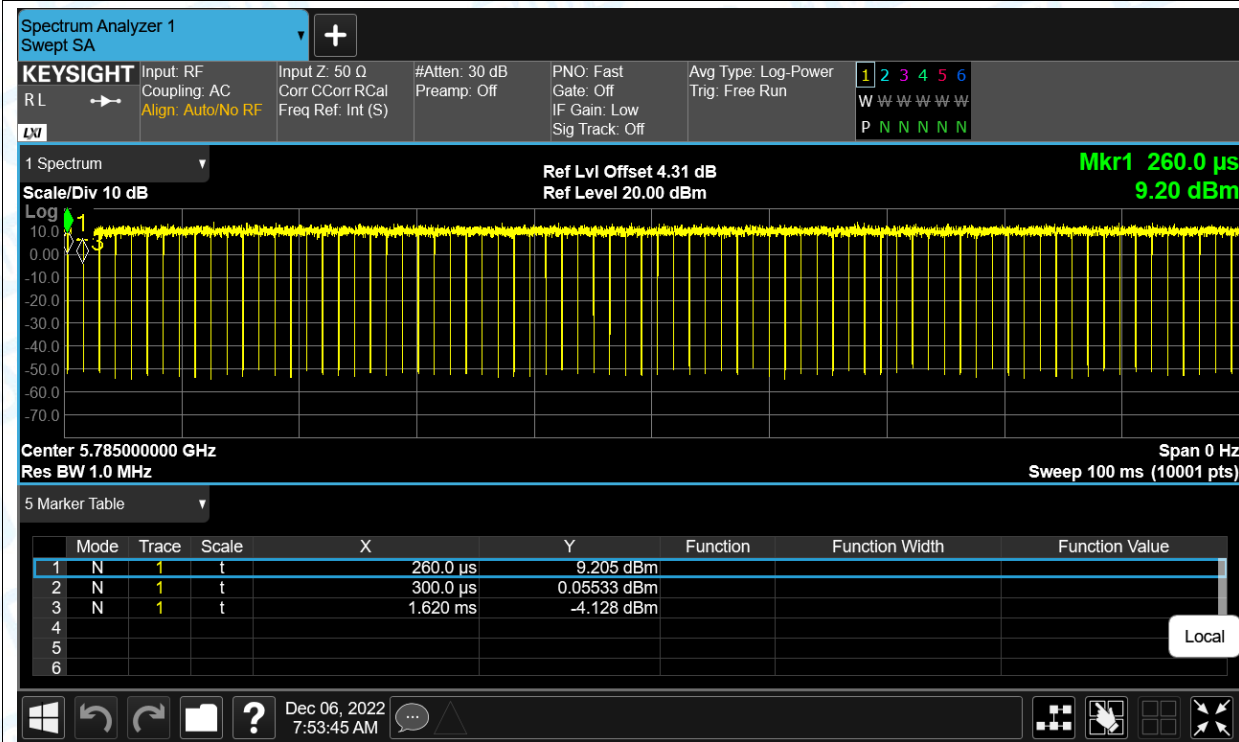 Spectrum Analyzer 1
Swept SA
KEYSIGHT Input: RF Input Z: 50 Ω #Atten: 30 dB PNO: Fast Avg Type: Log-Power 1 2 3 4 5 6
R L Coupling: AC Corr CCorr RCal Preamp: Off Gate: Off Trig: Free Run W W W W W W
Align: Auto/No RF Freq Ref: Int (S) IF Gain: Low P N N N N N
LXI Sig Track: Off
1 Spectrum Ref Lvl Offset 4.31 dB Mkr1 260.0 µs
Scale/Div 10 dB Ref Level 20.00 dBm 9.20 dBm
Log 1
10.0
3
0.00
-10.0
-20.0
-30.0
-40.0
-50.0
-60.0
-70.0
Center 5.785000000 GHz Span 0 Hz
Res BW 1.0 MHz Sweep 100 ms (10001 pts)
5 Marker Table
Mode Trace Scale X Y Function Function Width Function Value
1 N 1 t 260.0 µs 9.205 dBm
2 N 1 t 300.0 µs 0.05533 dBm
3 N 1 t 1.620 ms -4.128 dBm
4
5
Local
6
? Dec 06, 2022
7:53:45 AM